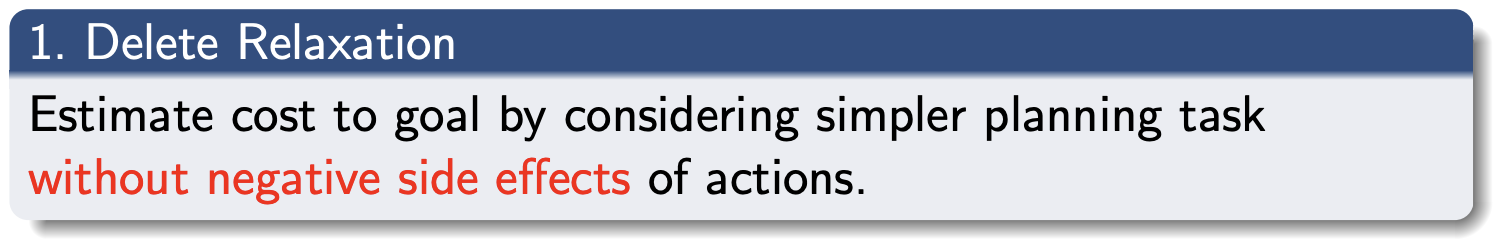 1. Delete Relaxation
Estimate cost to goal by considering simpler planning task
without negative side effects of actions.